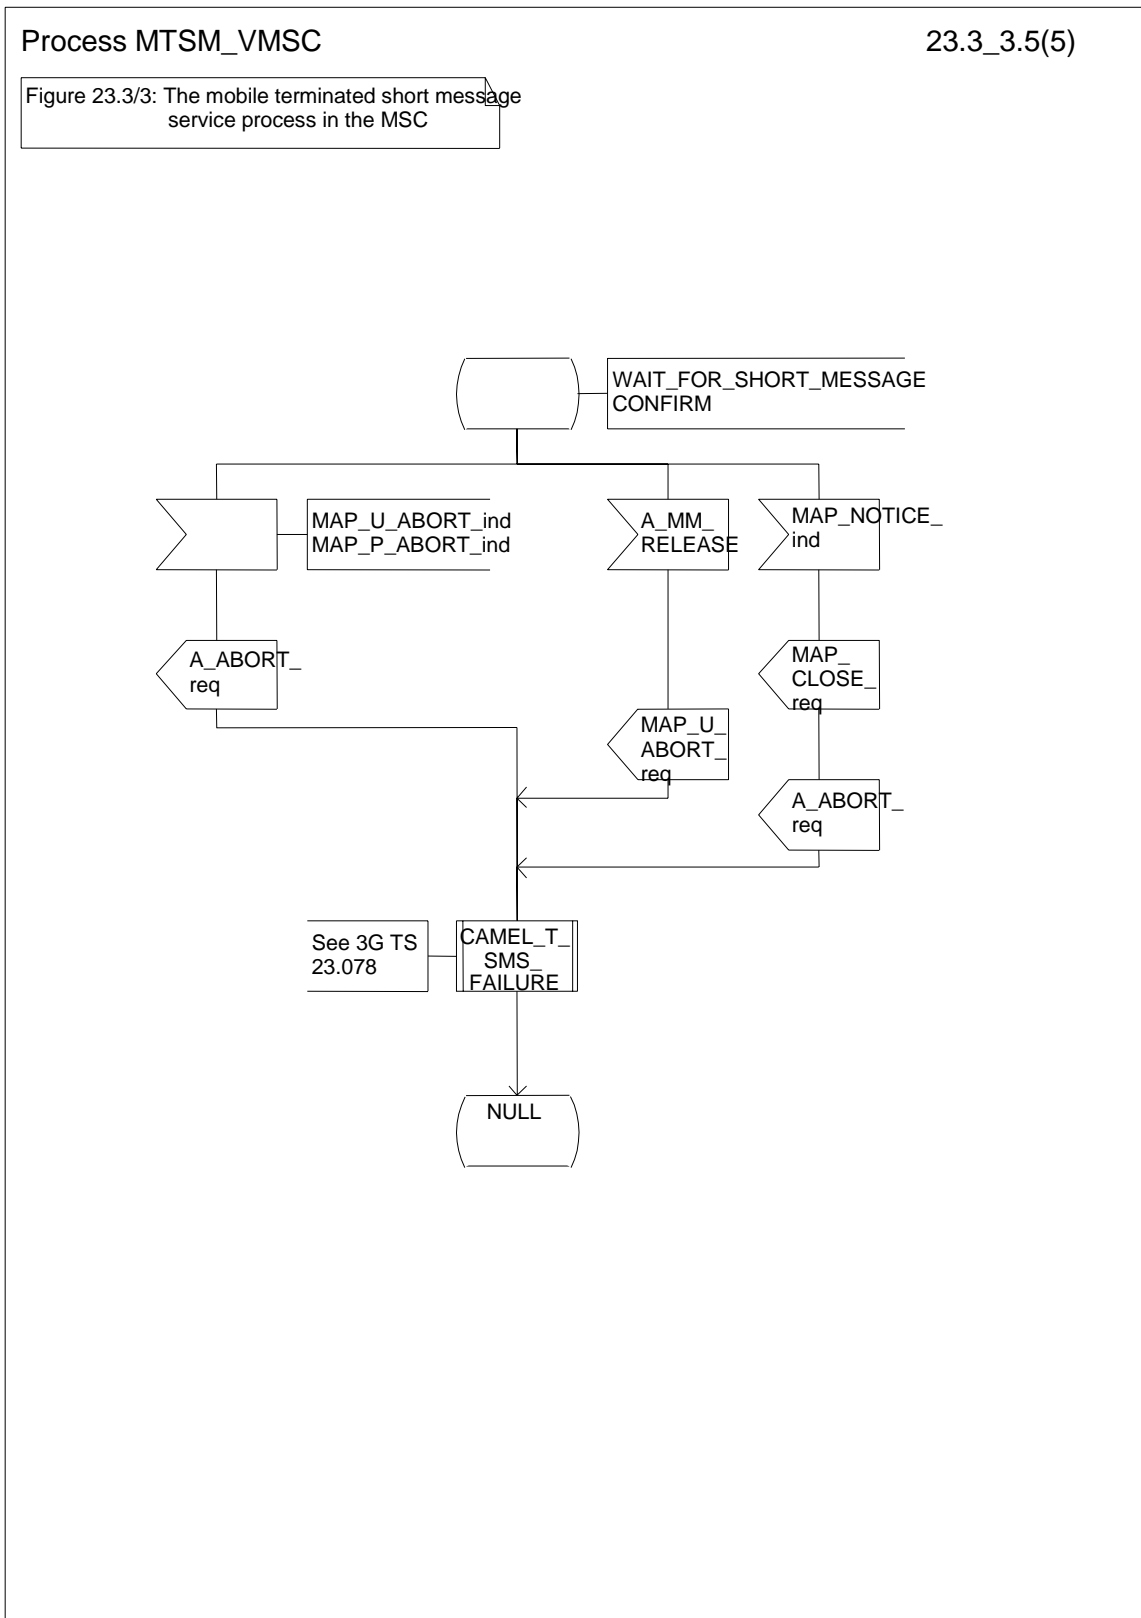 Process MTSM_VMSC
23.3_3.5(5)
Figure 23.3/3: The mobile terminated short message
service process in the MSC
WAIT_FOR_SHORT_MESSAGE
CONFIRM
MAP_U_ABORT_ind
MAP_P_ABORT_ind
A_MM_
RELEASE
MAP_NOTICE_
ind
A_ABORT_
req
MAP_
CLOSE_
req
MAP_U_
ABORT_
req
A_ABORT_
req
See 3G TS
23.078
CAMEL_T_
SMS_
FAILURE
NULL